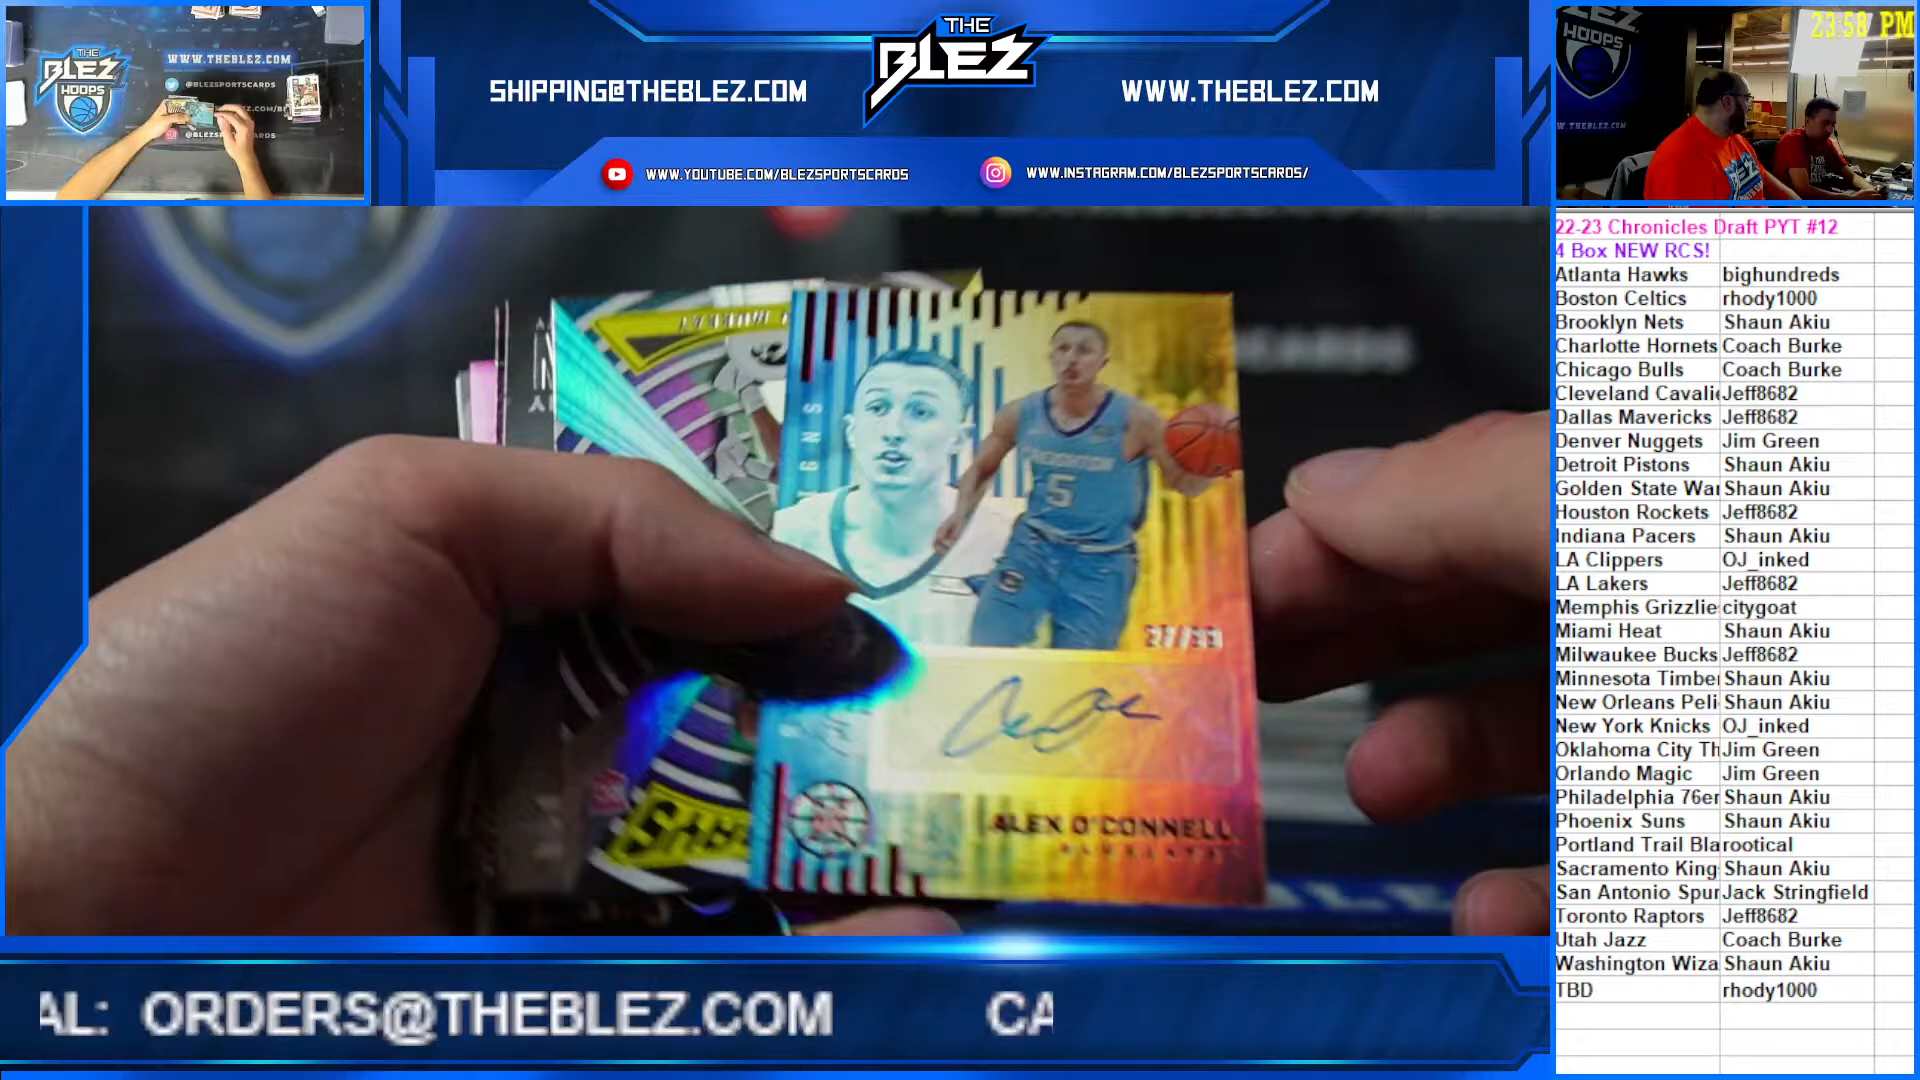 THE
BLEZ
HOOPS
WWW.THEBLEZ.COM
@BLEZSPORTSCARDS
SHIPPING@THEBLEZ.COM
THE
BLEZ
WWW.THEBLEZ.COM
WWW.YOUTUBE.COM/BLEZSPORTSCARDS
WWW.INSTAGRAM.COM/BLEZSPORTSCARDS/
HOOPS
23:58 PM
CREIGHTON
5
ALEX O'CONNELL
BLUEJAYS
22-23 Chronicles Draft PYT #12
4 Box NEW RCS!
Atlanta Hawks bighundreds
Boston Celtics rhody1000
Brooklyn Nets Shaun Akiu
Charlotte Hornets Coach Burke
Chicago Bulls Coach Burke
Cleveland Cavali Jeff8682
Dallas Mavericks Jeff8682
Denver Nuggets Jim Green
Detroit Pistons Shaun Akiu
Golden State War Shaun Akiu
Houston Rockets Jeff8682
Indiana Pacers Shaun Akiu
LA Clippers OJ_inked
LA Lakers Jeff8682
Memphis Grizzlie citygoat
Miami Heat Shaun Akiu
Milwaukee Bucks Jeff8682
Minnesota Timber Shaun Akiu
New Orleans Peli Shaun Akiu
New York Knicks OJ_inked
Oklahoma City Th Jim Green
Orlando Magic Jim Green
Philadelphia 76er Shaun Akiu
Phoenix Suns Shaun Akiu
Portland Trail Bla rootical
Sacramento King Shaun Akiu
San Antonio Spur Jack Stringfield
Toronto Raptors Jeff8682
Utah Jazz Coach Burke
Washington Wiza Shaun Akiu
TBD rhody1000
AL: ORDERS@THEBLEZ.COM CA